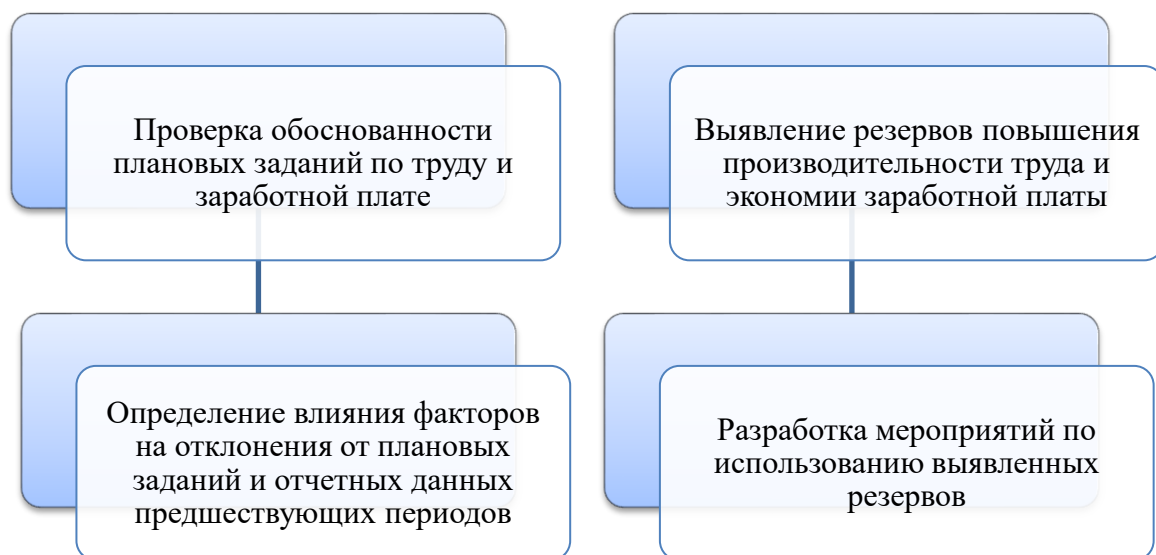 Проверка обоснованности
плановых заданий по труду и
заработной плате
Определение влияния факторов
на отклонения от плановых
заданий и отчетных данных
предшествующих периодов
Выявление резервов повышения
производительности труда и
экономии заработной платы
Разработка мероприятий по
использованию выявленных
резервов